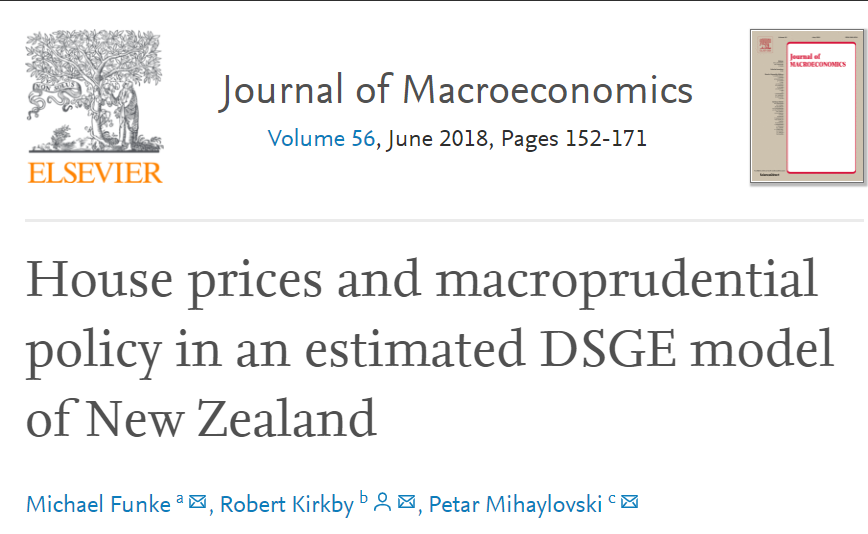 Journal of Macroeconomics
Volume 56, June 2018, Pages 152-171
ELSEVIER
Journal of
MACROECONOMICS
House prices and macroprudential
policy in an estimated DSGE model
of New Zealand
Michael Funke a, Robert Kirkby b, Petar Mihaylovski c